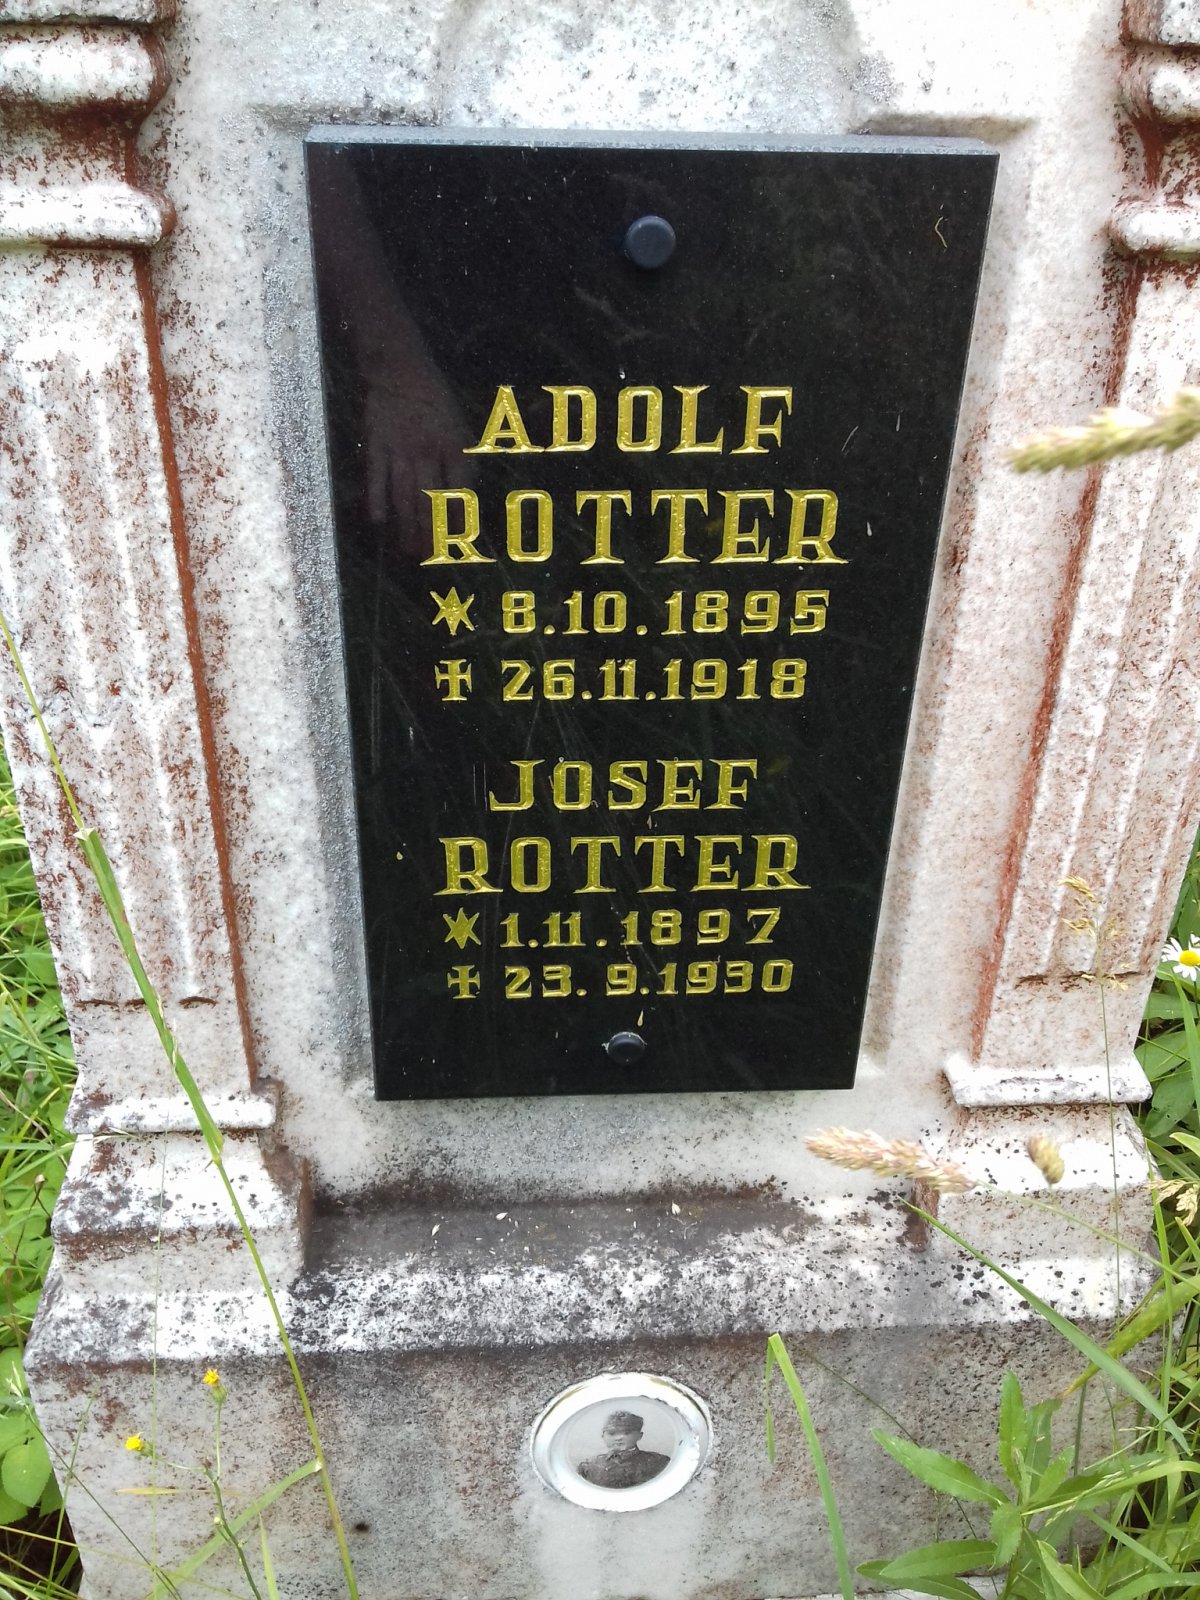 ADOLF
ROTTER
* 8.10.1895
✝ 26.11.1918
JOSEF
ROTTER
* 1.11.1897
✝ 23.9.1930